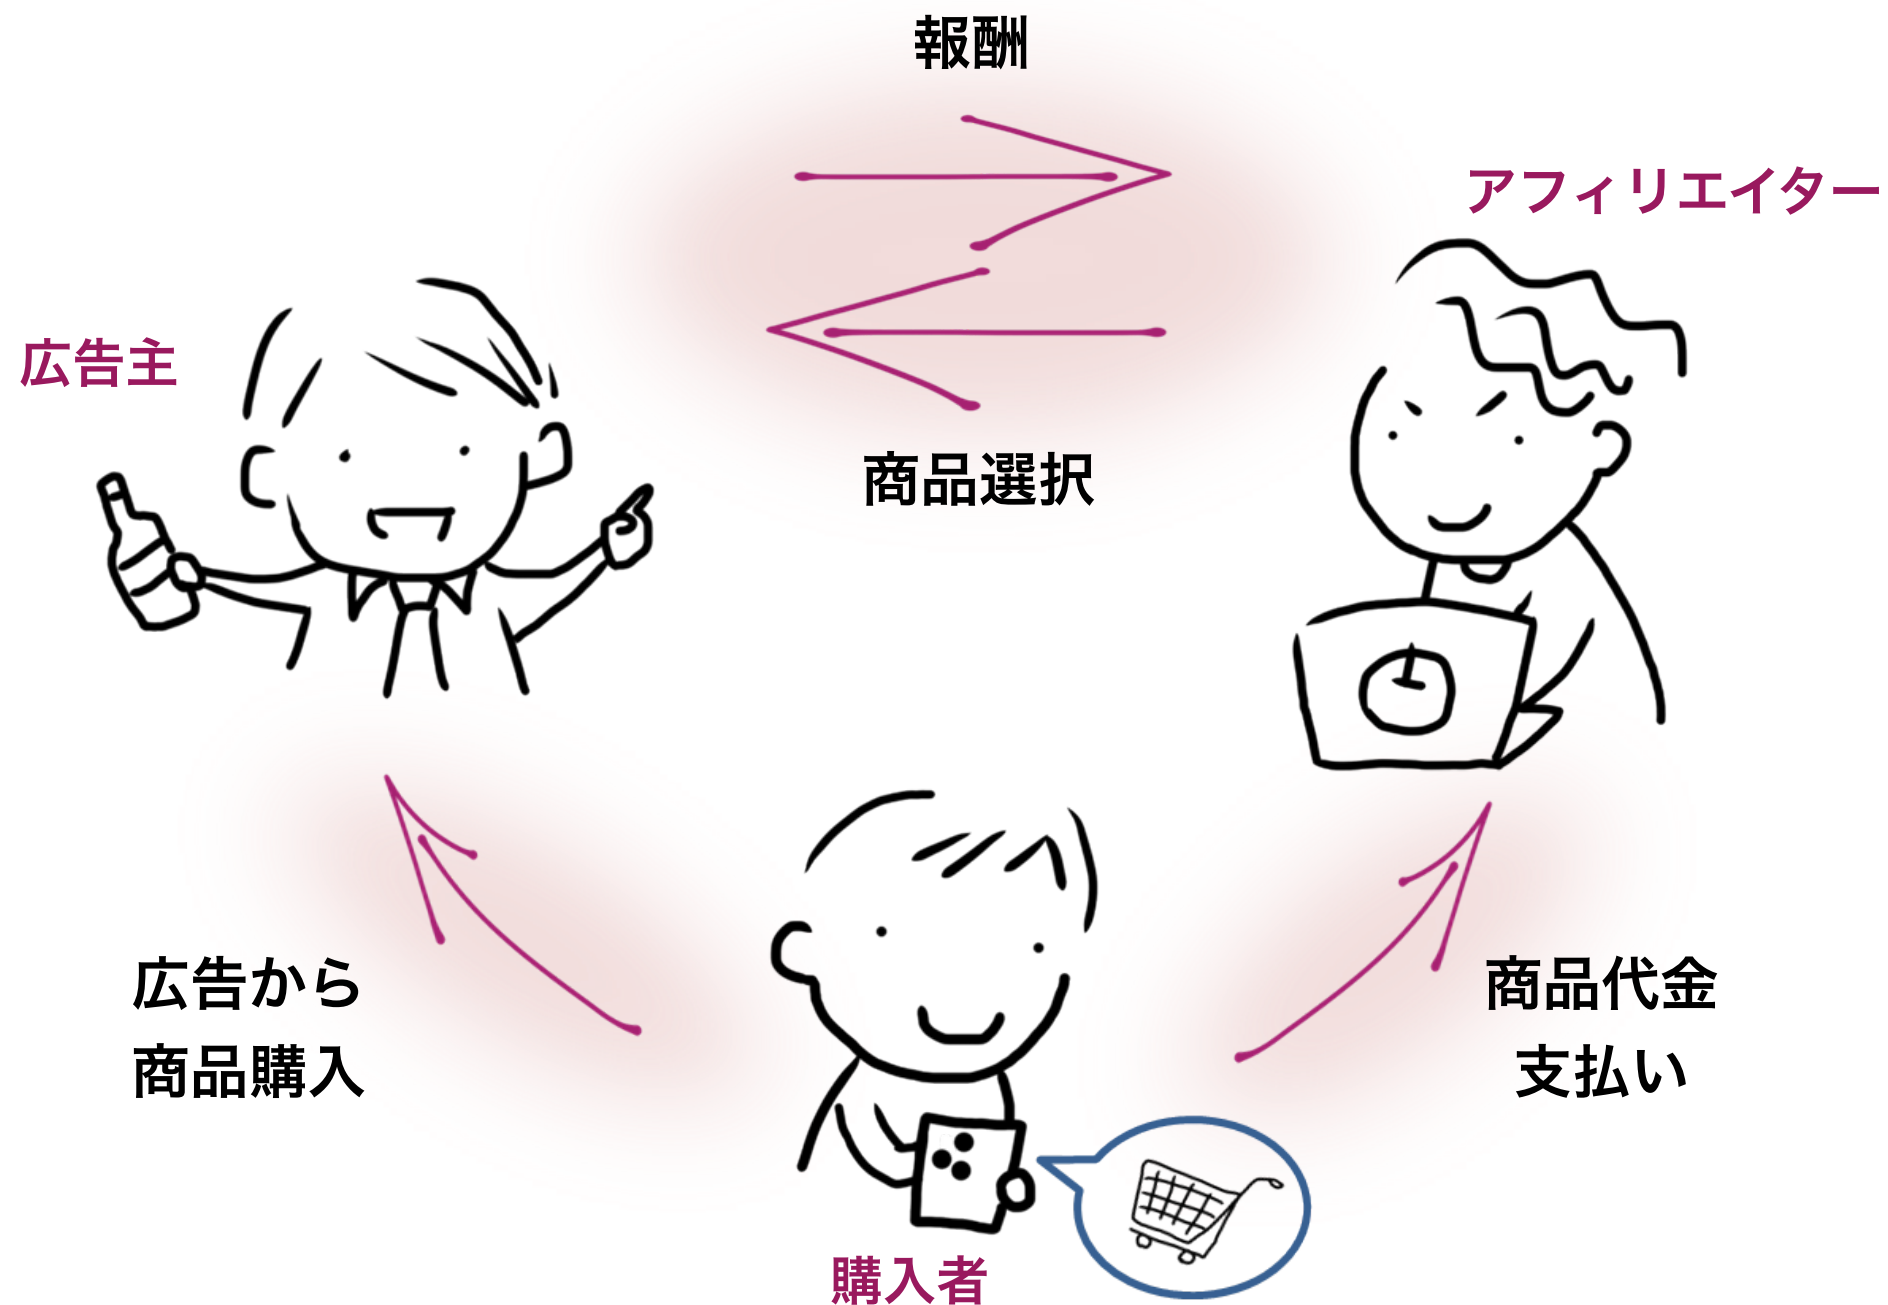 報酬
アフィリエイター
広告主
商品選択
広告から
商品購入
商品代金
支払い
購入者